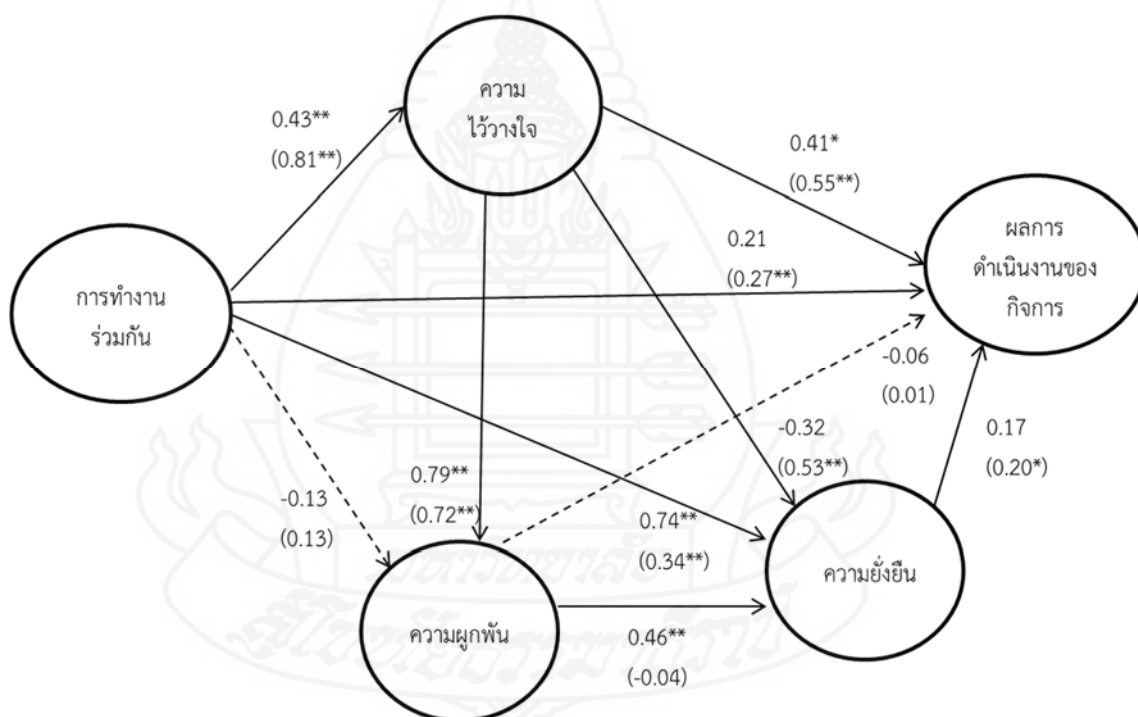 ความ
ไว้วางใจ
0.43**
(0.81**)
0.41*
(0.55**)
ผลการ
ดำเนินงานของ
กิจการ
0.21
(0.27**)
การทำงาน
ร่วมกัน
-0.06
(0.01)
-0.32
(0.53**)
0.17
(0.20*)
0.79**
(0.72**)
-0.13
(0.13)
0.74**
(0.34**)
ความยั่งยืน
ความผูกพัน
0.46**
(-0.04)